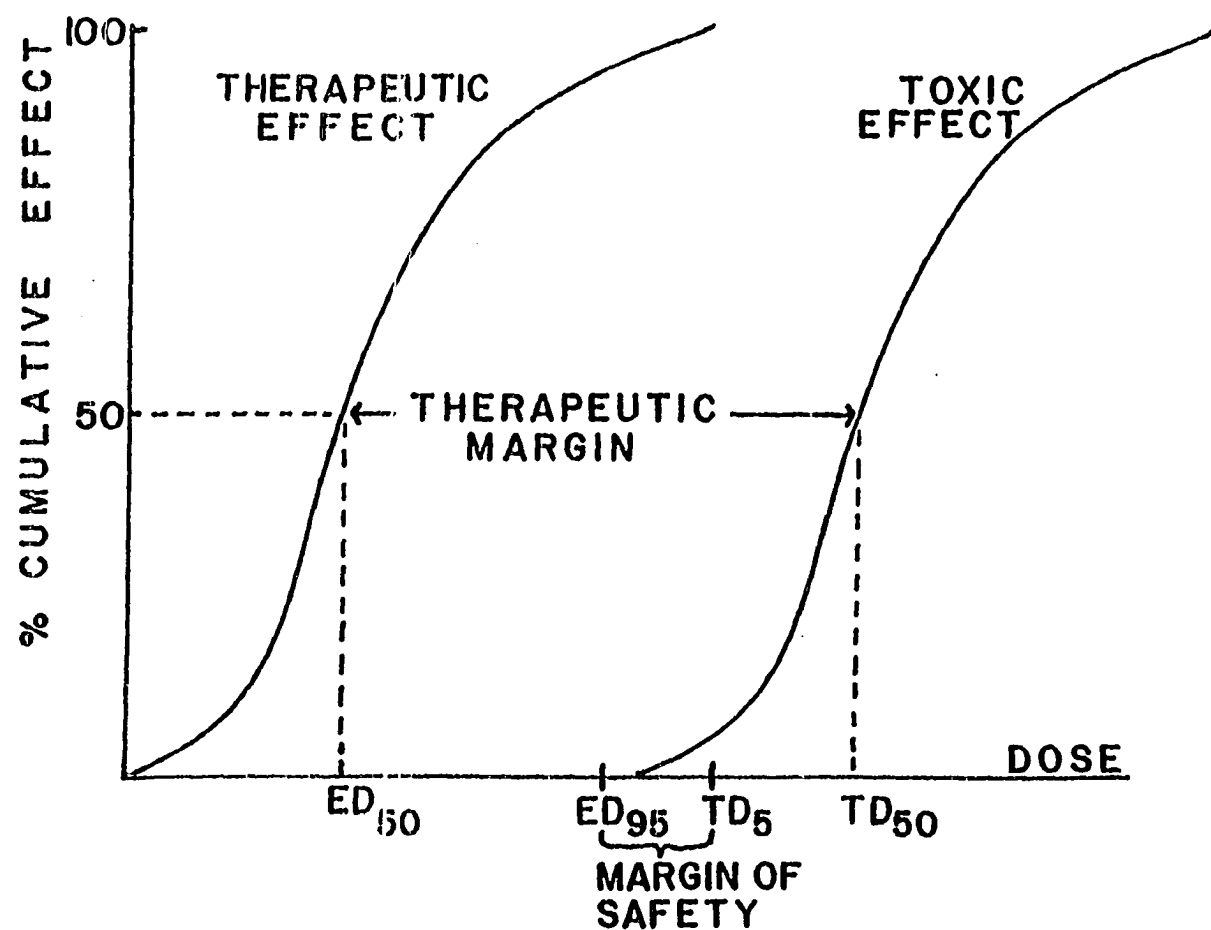 100
THERAPEUTIC
EFFECT
TOXIC
EFFECT
% CUMULATIVE EFFECT
50
THERAPEUTIC
MARGIN
DOSE
ED50
ED95
TD5
TD50
MARGIN OF
SAFETY